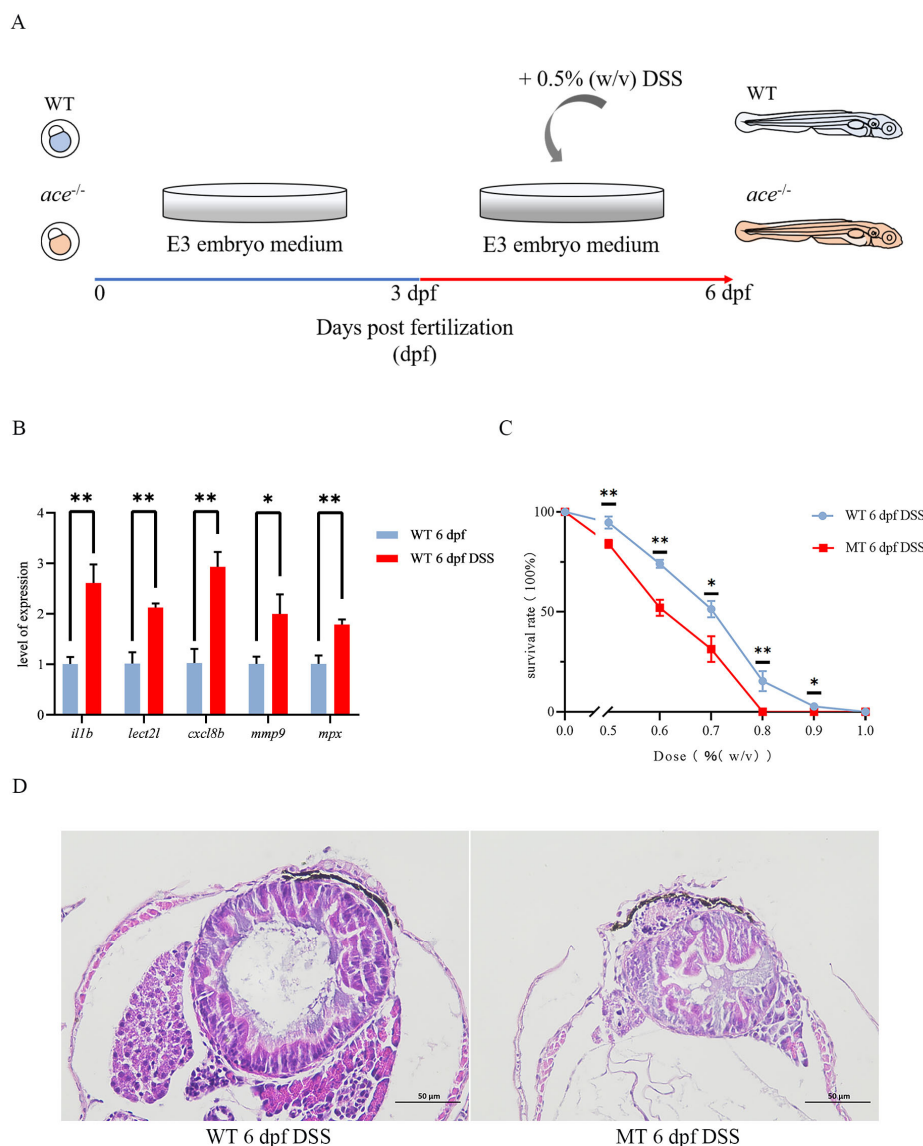 A
+ 0.5% (w/v) DSS
WT
WT
ace-/-
ace-/-
E3 embryo medium
E3 embryo medium
0
3 dpf
6 dpf
Days post fertilization
(dpf)
B
** ** ** * **
4
3
2
1
0
level of expression
il1b lect2l cxcl8b mmp9 mpx
WT 6 dpf
WT 6 dpf DSS
C
** ** * ** *
100
50
0
survival rate ( 100% )
0.0 0.5 0.6 0.7 0.8 0.9 1.0
Dose ( %( w/v) )
WT 6 dpf DSS
MT 6 dpf DSS
D
50 μm
50 μm
WT 6 dpf DSS
MT 6 dpf DSS